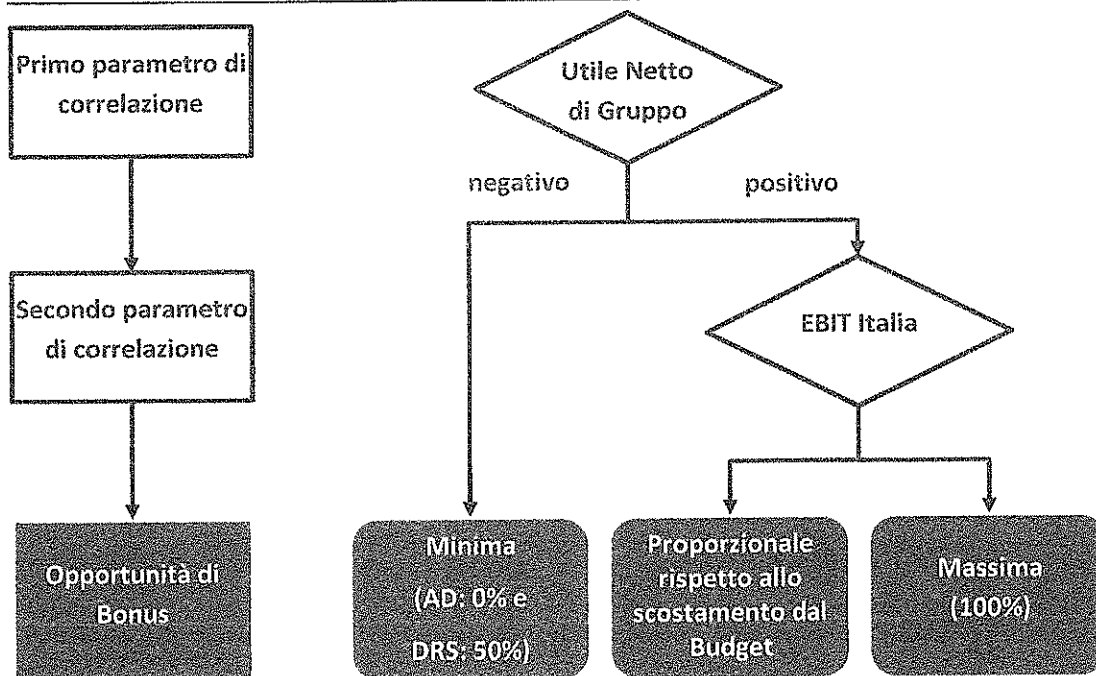 Primo parametro di
correlazione
Utile Netto
di Gruppo
negativo
positivo
Secondo parametro
di correlazione
EBIT Italia
Opportunità di
Bonus
Minima
(AD: 0% e
DRS: 50%)
Proporzionale
rispetto allo
scostamento dal
Budget
Massima
(100%)